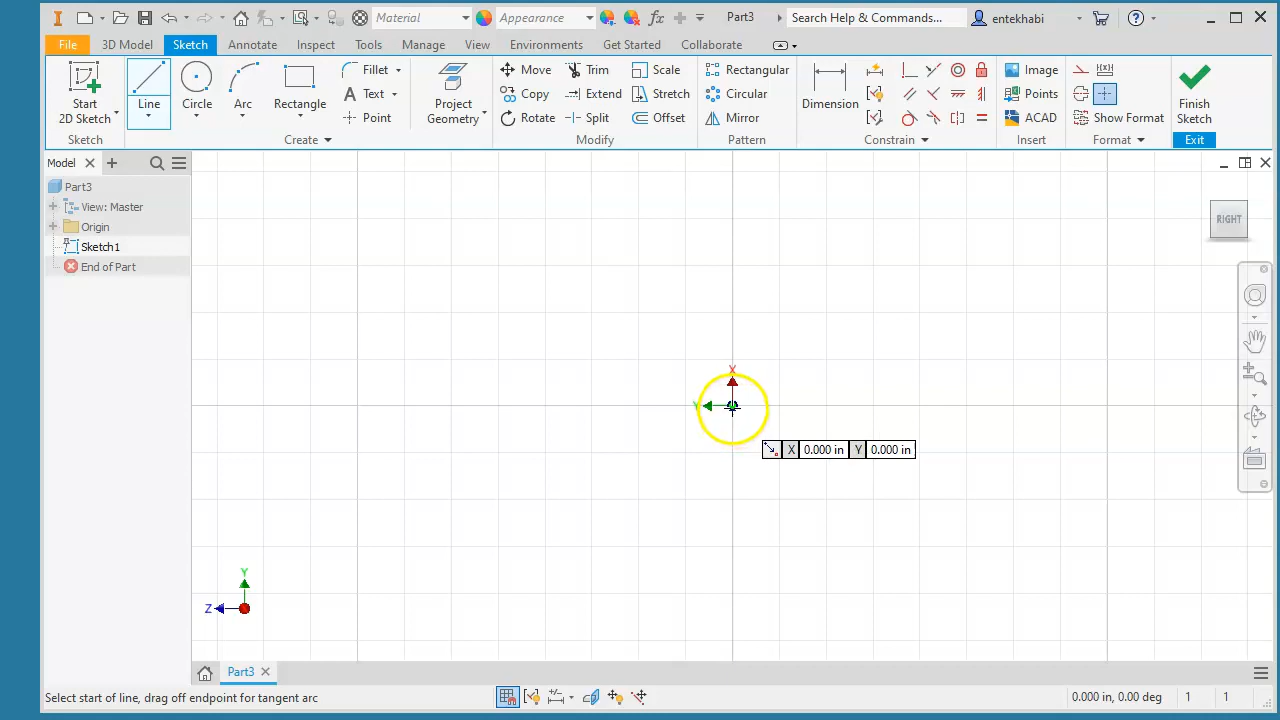 Material Appearance Part3 Search Help & Commands... entekhabi
File 3D Model Sketch Annotate Inspect Tools Manage View Environments Get Started Collaborate
Start 2D Sketch Line Circle Arc Rectangle Fillet Text Point Project Geometry Move Copy Rotate Trim Extend Split Scale Stretch Offset Rectangular Circular Mirror Dimension Image Points ACAD Show Format Finish Sketch
Sketch Create Modify Pattern Constrain Insert Format Exit
Model
Part3
View: Master
Origin
Sketch1
End of Part
RIGHT
X
Y
X 0.000 in Y 0.000 in
Y
Z
Part3
Select start of line, drag off endpoint for tangent arc 0.000 in, 0.00 deg 1 1